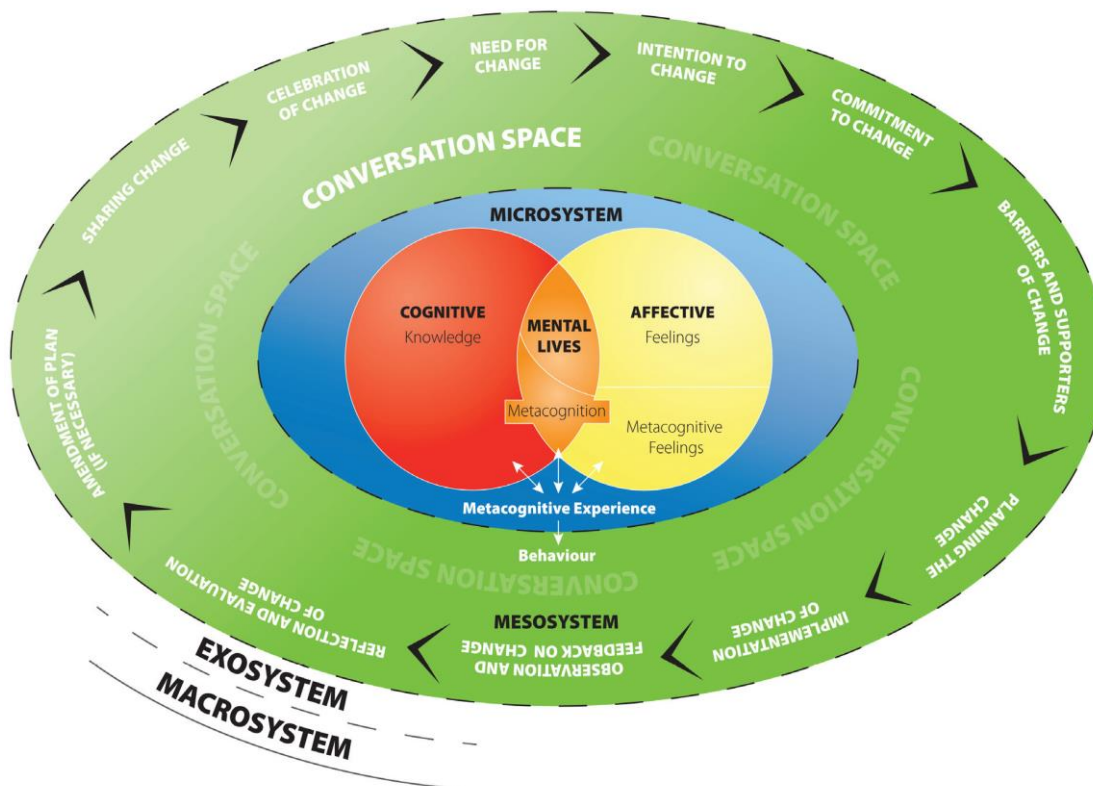 NEED FOR
CHANGE
INTENTION TO
CHANGE
COMMITMENT
TO CHANGE
BARRIERS AND SUPPORTERS
OF CHANGE
PLANNING THE
CHANGE
IMPLEMENTATION
OF CHANGE
OBSERVATION AND
FEEDBACK ON CHANGE
REFLECTION AND EVALUATION
OF CHANGE
AMENDMENT OF PLAN
(IF NECESSARY)
SHARING CHANGE
CELEBRATION
OF CHANGE
CONVERSATION SPACE
CONVERSATION SPACE
CONVERSATION SPACE
CONVERSATION SPACE
CONVERSATION SPACE
CONVERSATION SPACE
MICROSYSTEM
COGNITIVE
Knowledge
MENTAL
LIVES
AFFECTIVE
Feelings
Metacognition
Metacognitive
Feelings
Metacognitive Experience
Behaviour
MESOSYSTEM
EXOSYSTEM
MACROSYSTEM